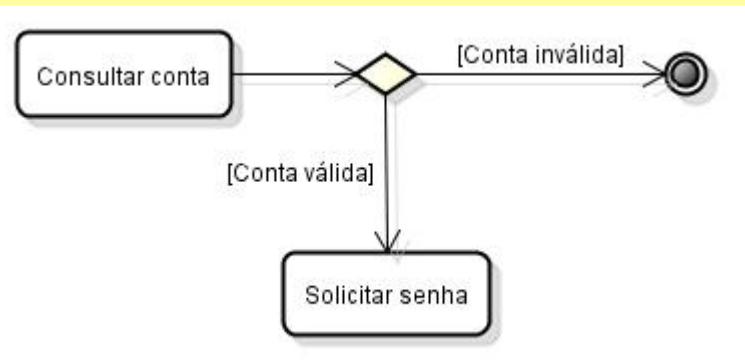 [Conta inválida]
Consultar conta
[Conta válida]
Solicitar senha